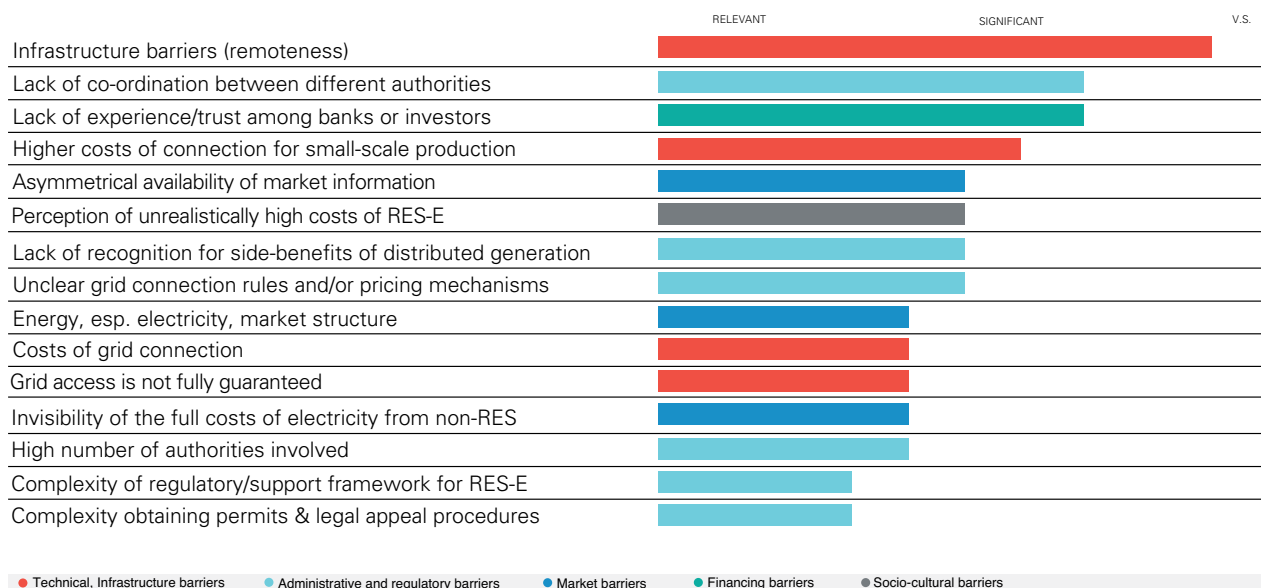 RELEVANT SIGNIFICANT V.S.
Infrastructure barriers (remoteness)
Lack of co-ordination between different authorities
Lack of experience/trust among banks or investors
Higher costs of connection for small-scale production
Asymmetrical availability of market information
Perception of unrealistically high costs of RES-E
Lack of recognition for side-benefits of distributed generation
Unclear grid connection rules and/or pricing mechanisms
Energy, esp. electricity, market structure
Costs of grid connection
Grid access is not fully guaranteed
Invisibility of the full costs of electricity from non-RES
High number of authorities involved
Complexity of regulatory/support framework for RES-E
Complexity obtaining permits & legal appeal procedures
Technical, Infrastructure barriers Administrative and regulatory barriers Market barriers Financing barriers Socio-cultural barriers